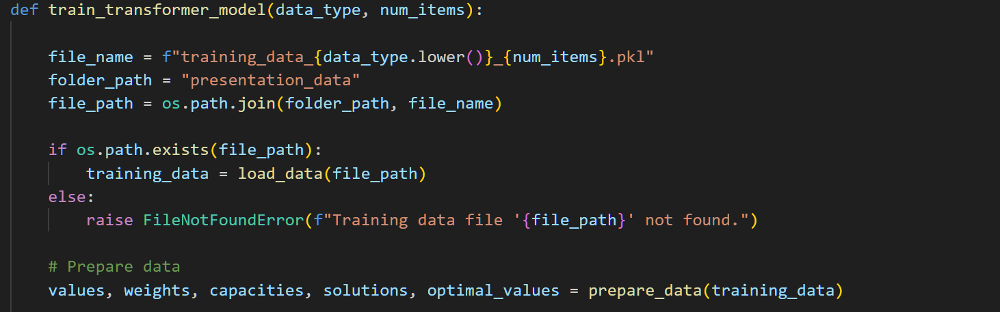 def train_transformer_model(data_type, num_items):
    file_name = f"training_data_{data_type.lower()}_{num_items}.pkl"
    folder_path = "presentation_data"
    file_path = os.path.join(folder_path, file_name)
    if os.path.exists(file_path):
        training_data = load_data(file_path)
    else:
        raise FileNotFoundError(f"Training data file '{file_path}' not found.")
    # Prepare data
    values, weights, capacities, solutions, optimal_values = prepare_data(training_data)